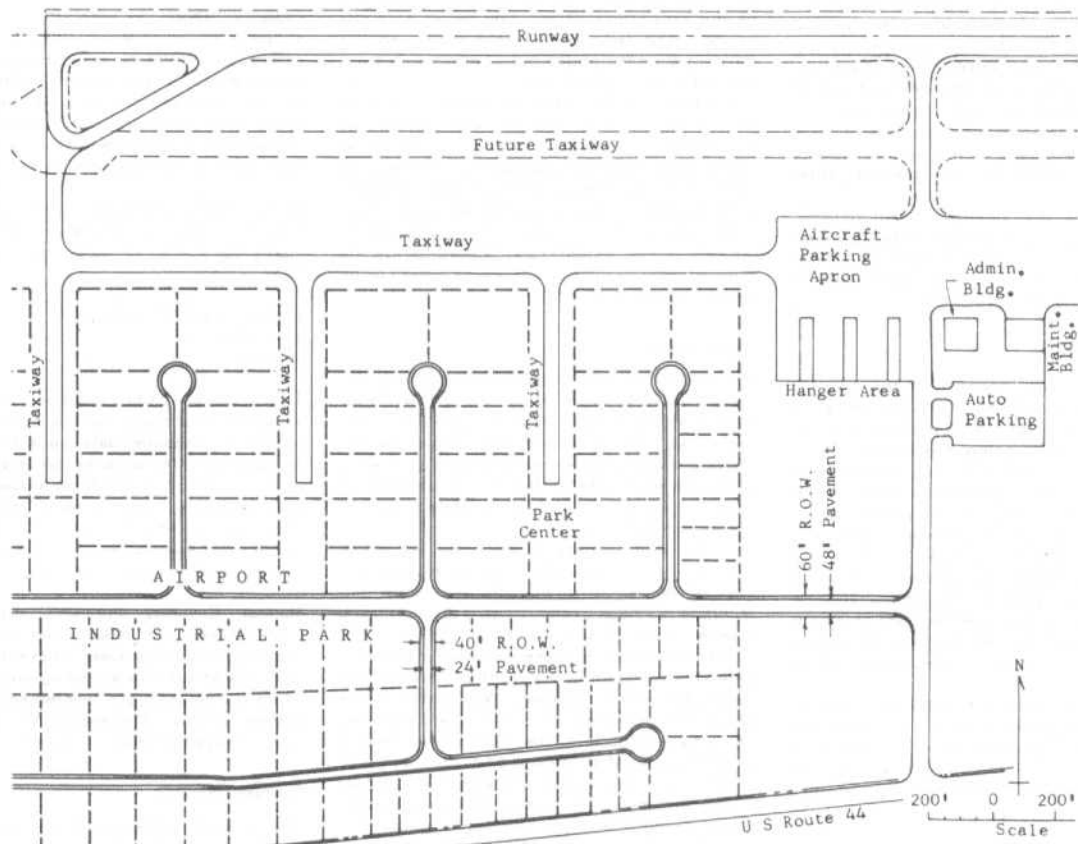 Runway
Future Taxiway
Taxiway
Aircraft
Parking
Apron
Admin.
Bldg.
Maint.
Bldg.
Taxiway
Taxiway
Taxiway
Hanger Area
Auto
Parking
Park
Center
60' R.O.W.
48' Pavement
AIRPORT
INDUSTRIAL PARK
40' R.O.W.
24' Pavement
N
U S Route 44
200' 0 200'
Scale